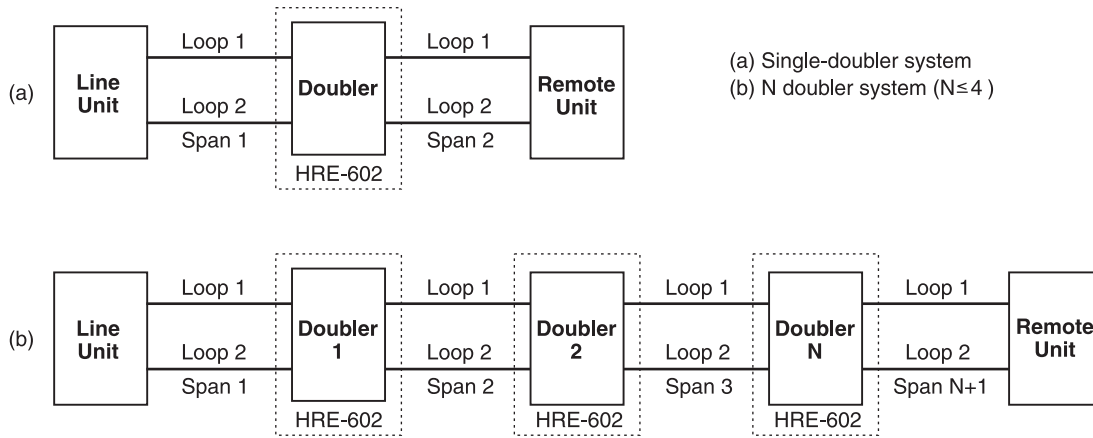 (a)
Line
Unit
Loop 1
Loop 2
Span 1
Doubler
HRE-602
Loop 1
Loop 2
Span 2
Remote
Unit
(a) Single-doubler system
(b) N doubler system (N≤4 )
(b)
Line
Unit
Loop 1
Loop 2
Span 1
Doubler
1
HRE-602
Loop 1
Loop 2
Span 2
Doubler
2
HRE-602
Loop 1
Loop 2
Span 3
Doubler
N
HRE-602
Loop 1
Loop 2
Span N+1
Remote
Unit